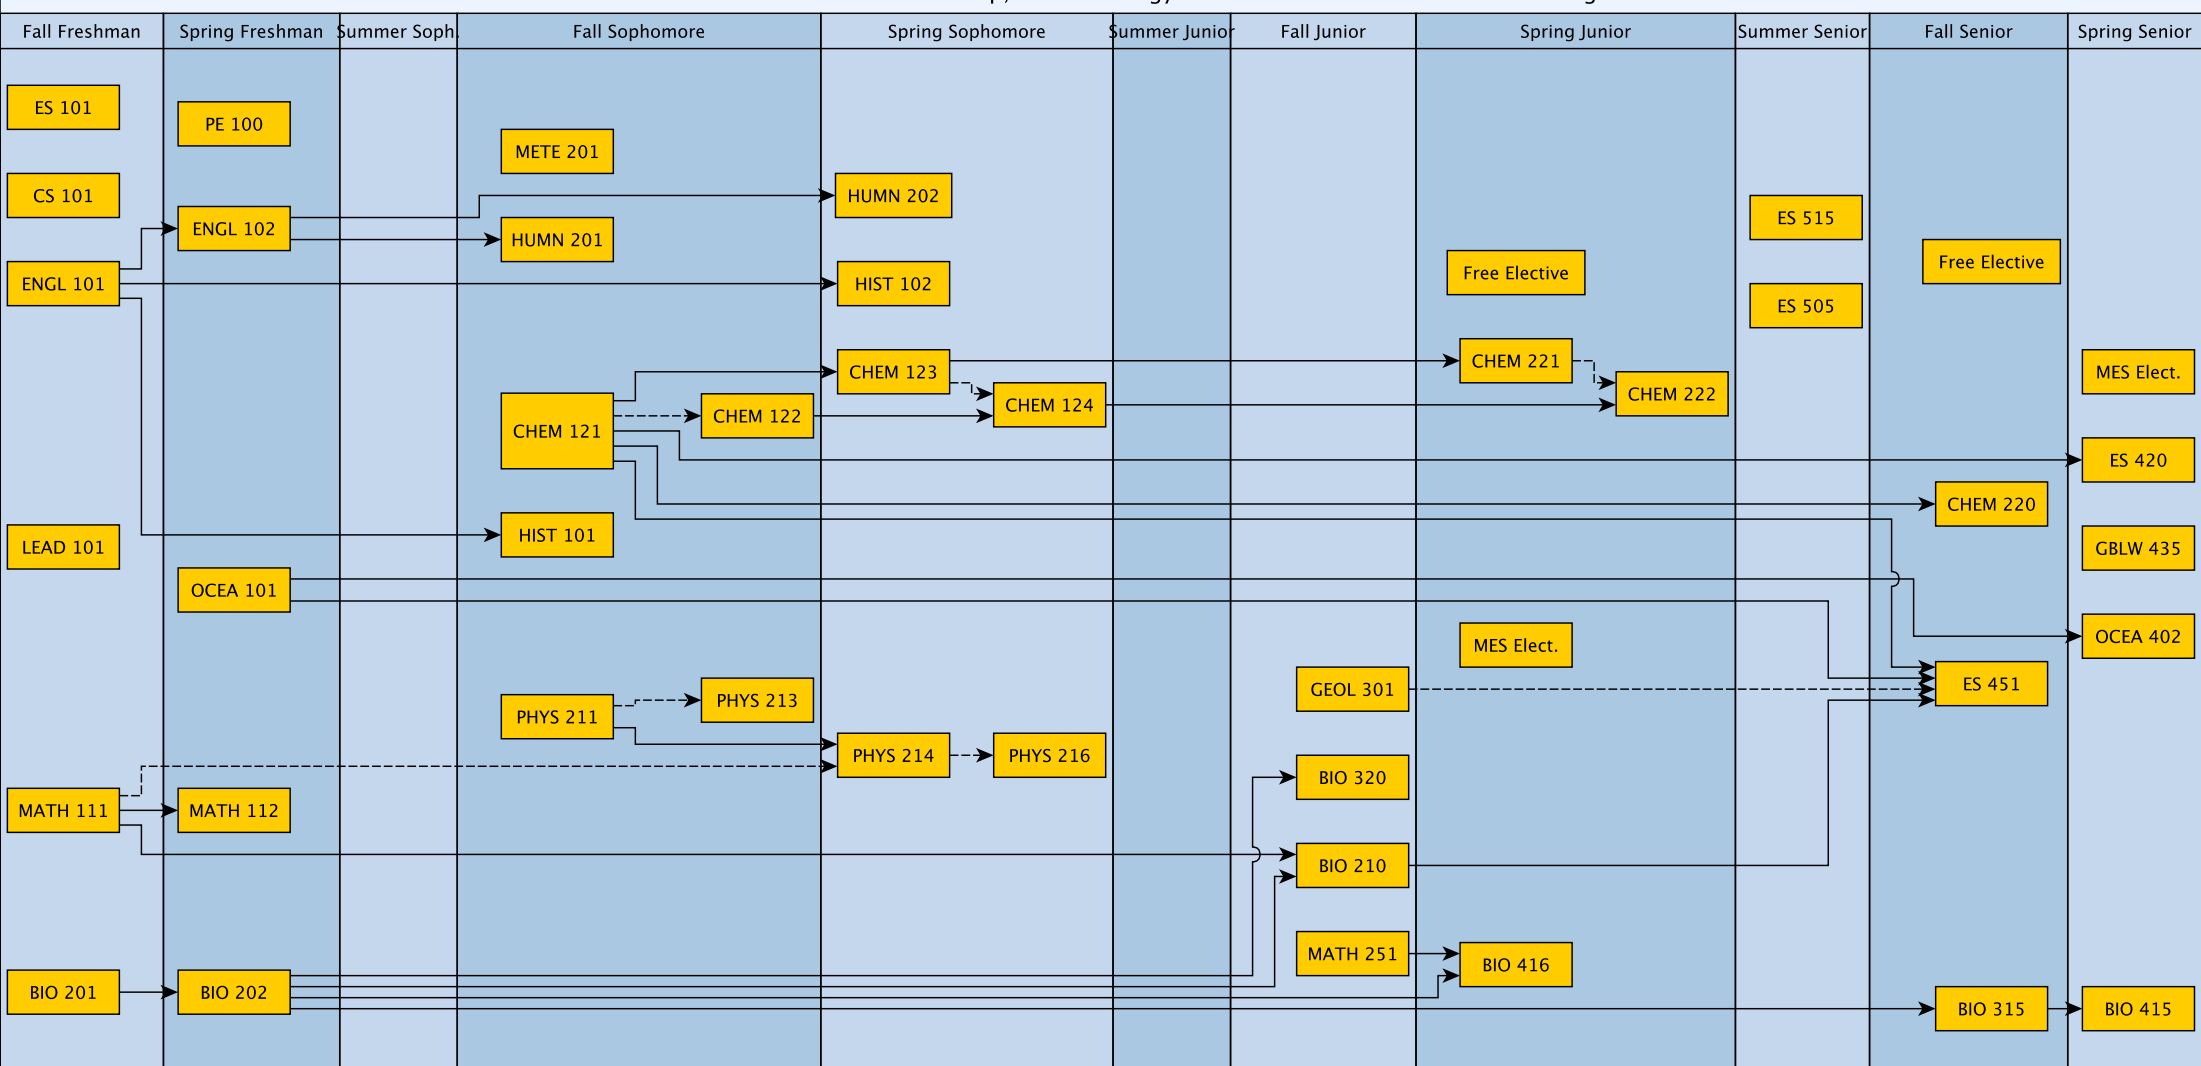 Fall Freshman
Spring Freshman
Summer Soph.
Fall Sophomore
Spring Sophomore
Summer Junior
Fall Junior
Spring Junior
Summer Senior
Fall Senior
Spring Senior
ES 101
CS 101
ENGL 101
LEAD 101
MATH 111
BIO 201
PE 100
ENGL 102
OCEA 101
MATH 112
BIO 202
METE 201
HUMN 201
CHEM 121
CHEM 122
HIST 101
PHYS 211
PHYS 213
HUMN 202
HIST 102
CHEM 123
CHEM 124
PHYS 214
PHYS 216
GEOL 301
BIO 320
BIO 210
MATH 251
Free Elective
CHEM 221
CHEM 222
MES Elect.
BIO 416
ES 515
ES 505
Free Elective
CHEM 220
ES 451
BIO 315
MES Elect.
ES 420
GBLW 435
OCEA 402
BIO 415